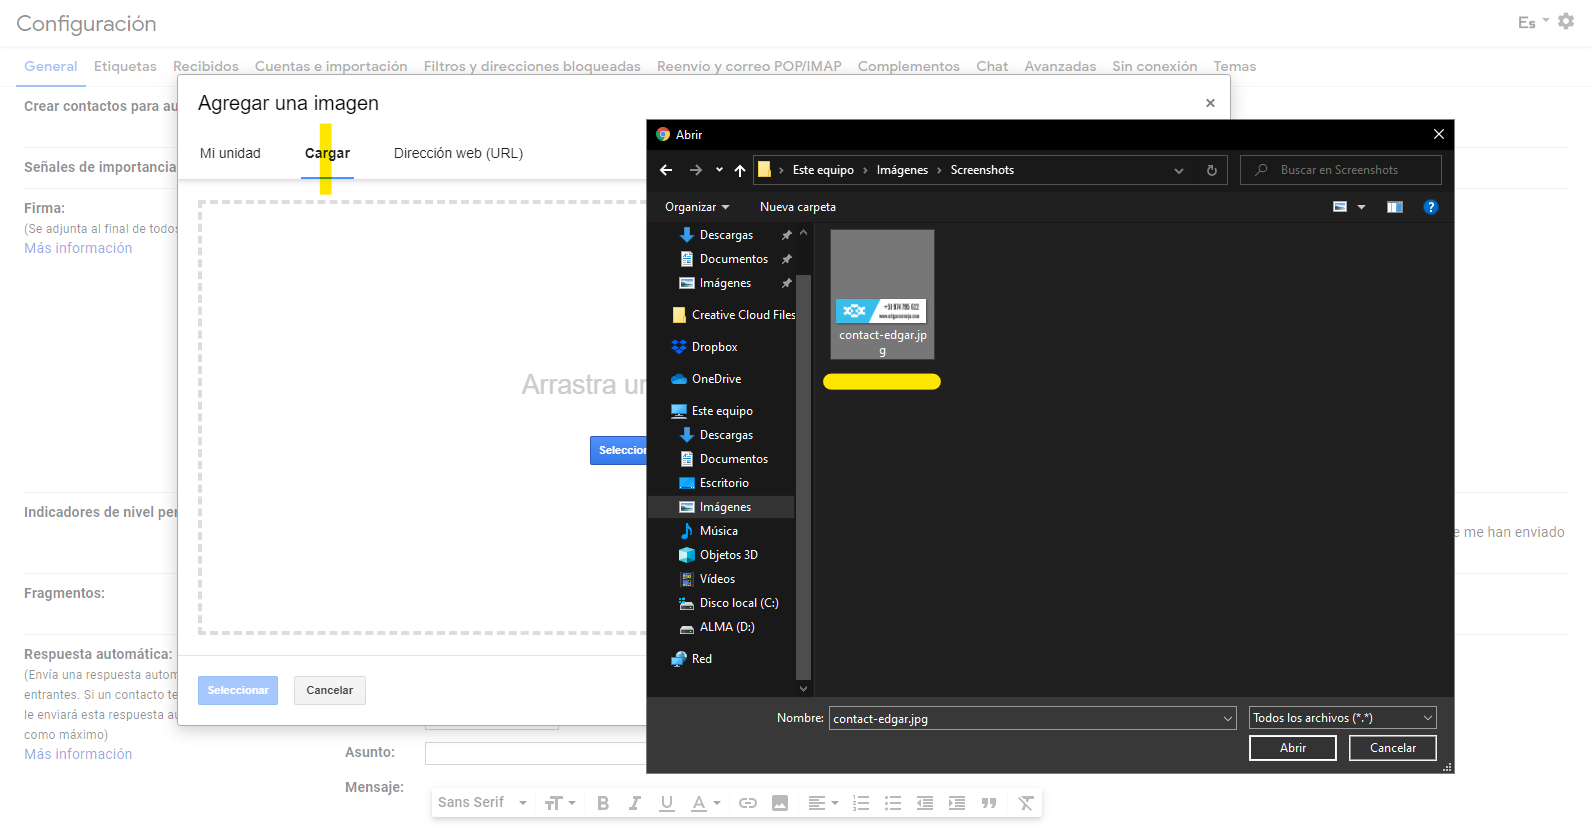 Configuración
Es
General Etiquetas Recibidos Cuentas e importación Filtros y direcciones bloqueadas Reenvío y correo POP/IMAP Complementos Chat Avanzadas Sin conexión Temas
Crear contactos para au
Señales de importancia
Firma:
(Se adjunta al final de todos
Más información
Indicadores de nivel per
e me han enviado
Fragmentos:
Respuesta automática:
(Envía una respuesta autom
entrantes. Si un contacto te
le enviará esta respuesta au
como máximo)
Más información
Asunto:
Mensaje:
Sans Serif
Agregar una imagen
Mi unidad Cargar Dirección web (URL)
Arrastra un
Seleccion
Seleccionar Cancelar
Abrir
Este equipo Imágenes Screenshots
Buscar en Screenshots
Organizar Nueva carpeta
Descargas
Documentos
Imágenes
Creative Cloud Files
Dropbox
OneDrive
Este equipo
Descargas
Documentos
Escritorio
Imágenes
Música
Objetos 3D
Vídeos
Disco local (C:)
ALMA (D:)
Red
contact-edgar.jp
g
Nombre: contact-edgar.jpg
Todos los archivos (*.*)
Abrir Cancelar